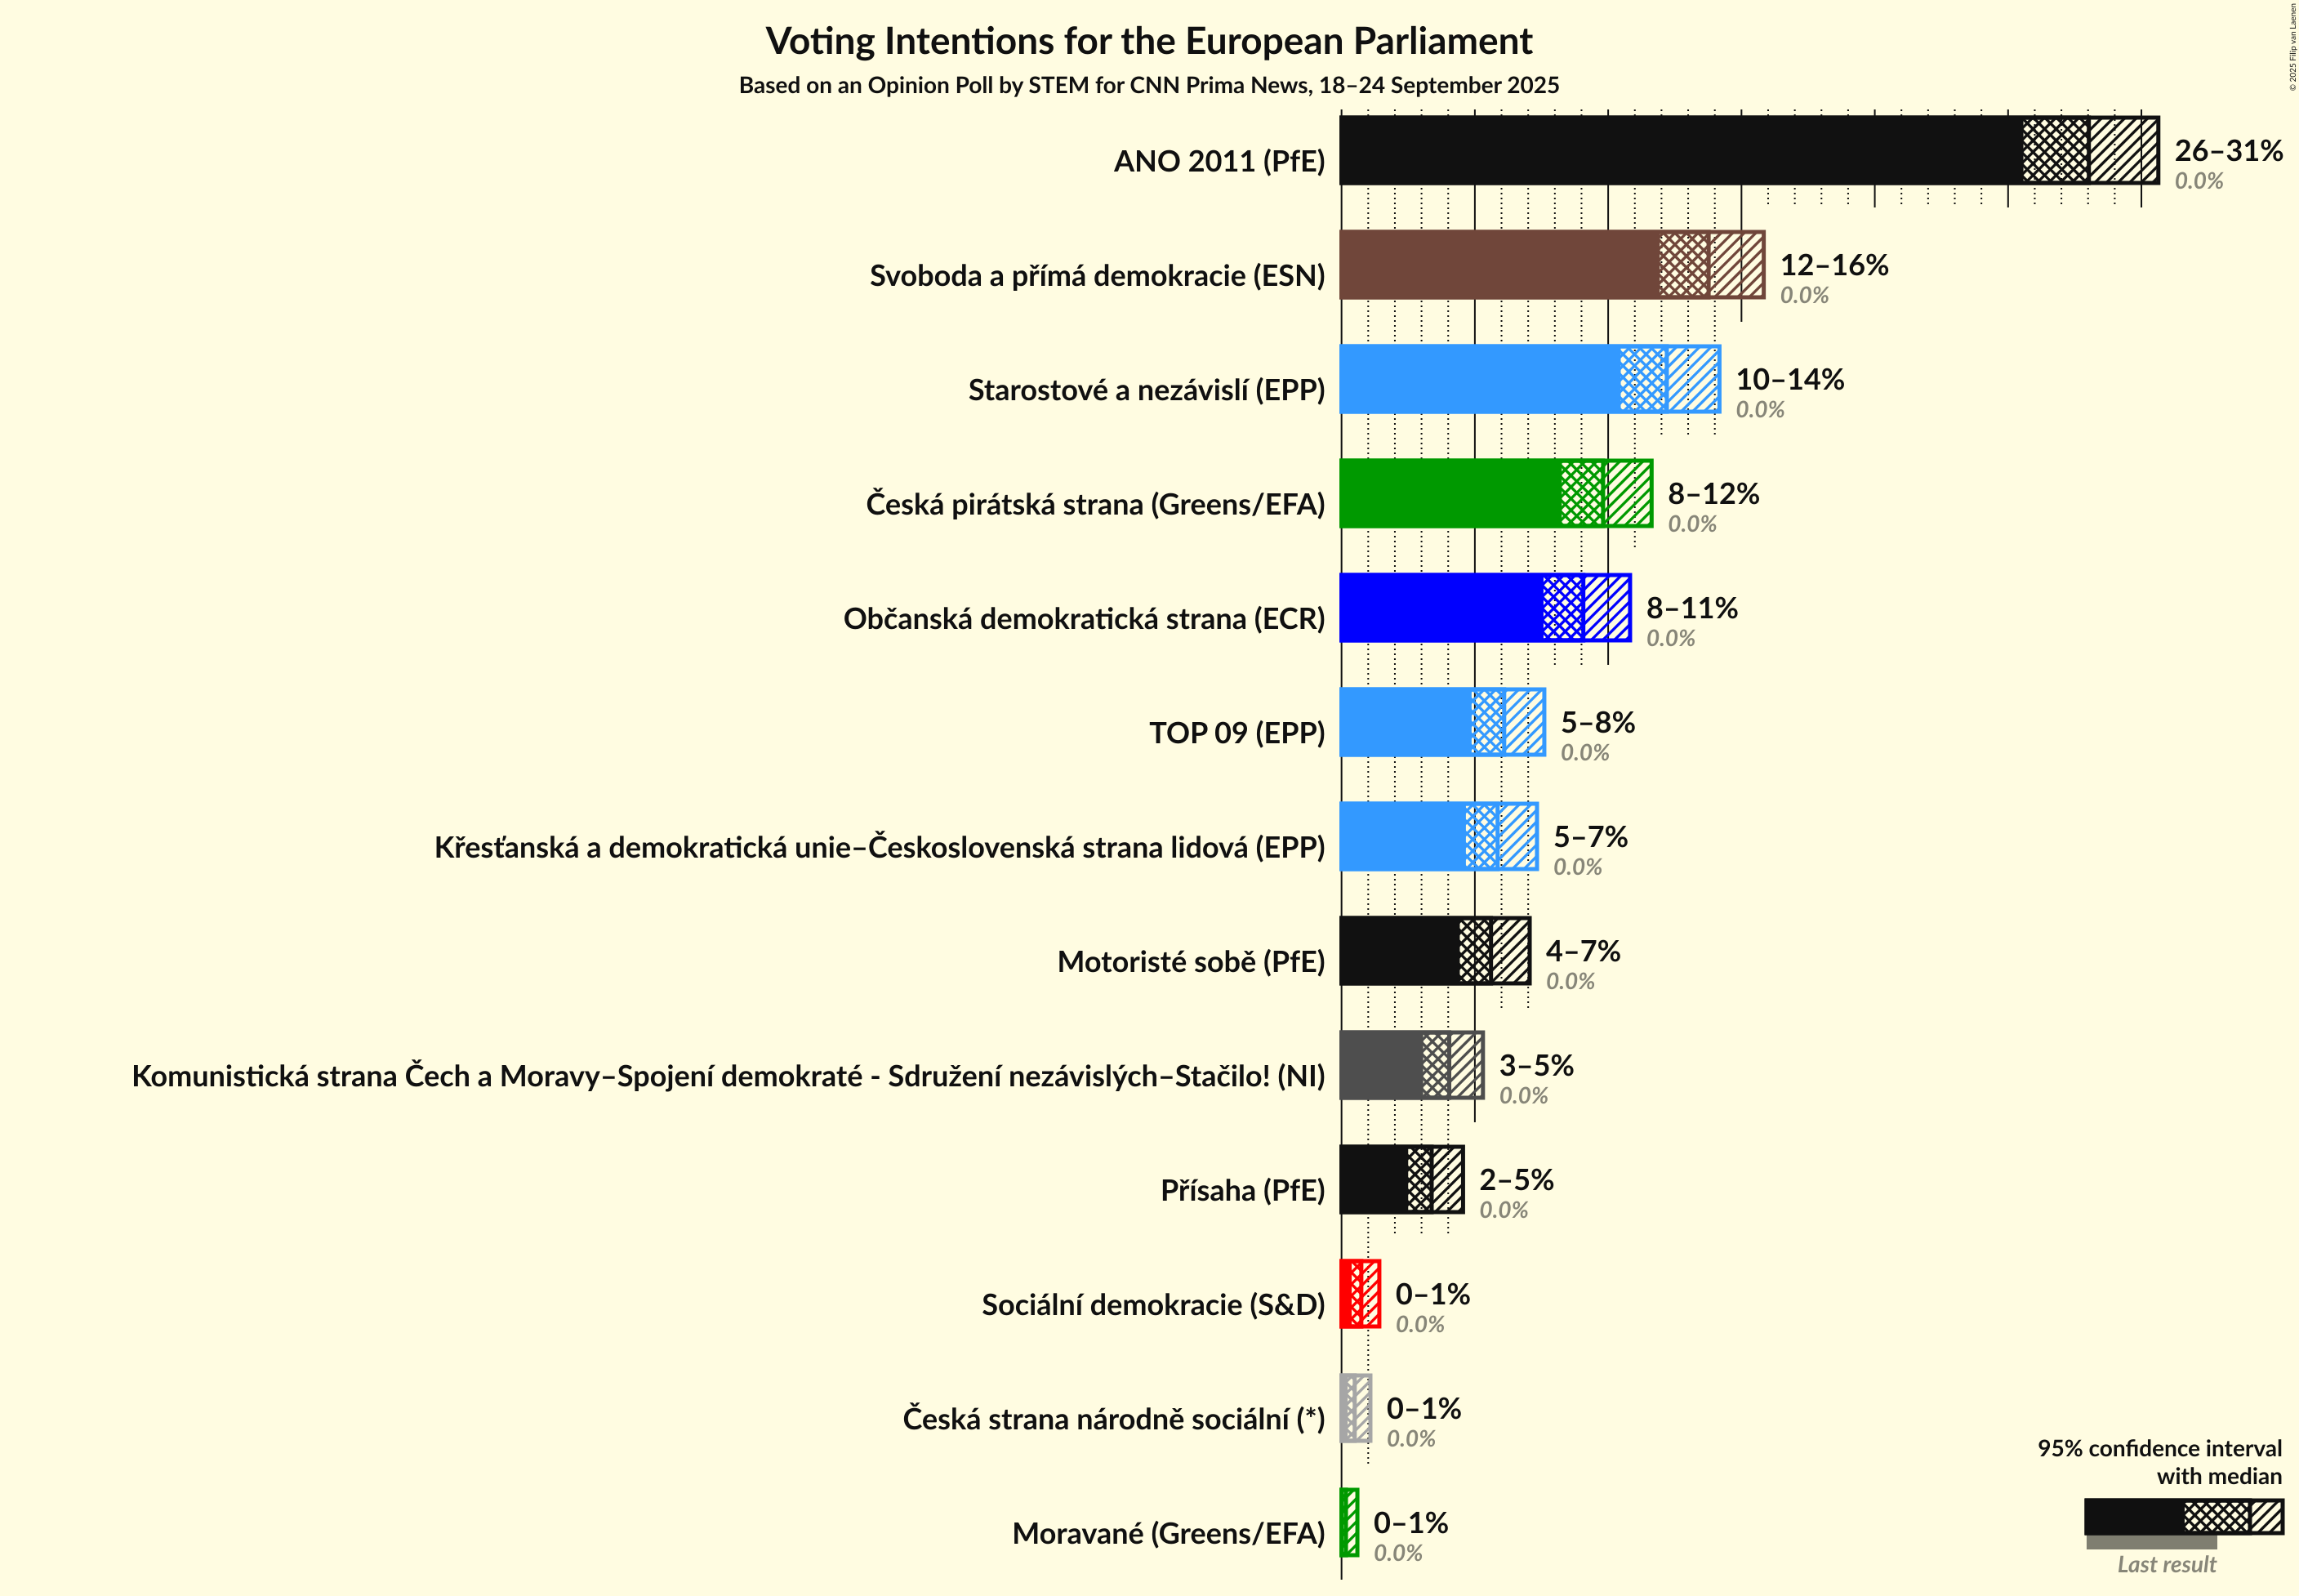 © 2025 Filip van Laenen
Voting Intentions for the European Parliament
Based on an Opinion Poll by STEM for CNN Prima News, 18–24 September 2025
ANO 2011 (PfE)
26–31%
0.0%
Svoboda a přímá demokracie (ESN)
12–16%
0.0%
Starostové a nezávislí (EPP)
10–14%
0.0%
Česká pirátská strana (Greens/EFA)
8–12%
0.0%
Občanská demokratická strana (ECR)
8–11%
0.0%
TOP 09 (EPP)
5–8%
0.0%
Křesťanská a demokratická unie–Československá strana lidová (EPP)
5–7%
0.0%
Motoristé sobě (PfE)
4–7%
0.0%
Komunistická strana Čech a Moravy–Spojení demokraté - Sdružení nezávislých–Stačilo! (NI)
3–5%
0.0%
Přísaha (PfE)
2–5%
0.0%
Sociální demokracie (S&D)
0–1%
0.0%
Česká strana národně sociální (*)
0–1%
0.0%
Moravané (Greens/EFA)
0–1%
0.0%
95% confidence interval
with median
Last result